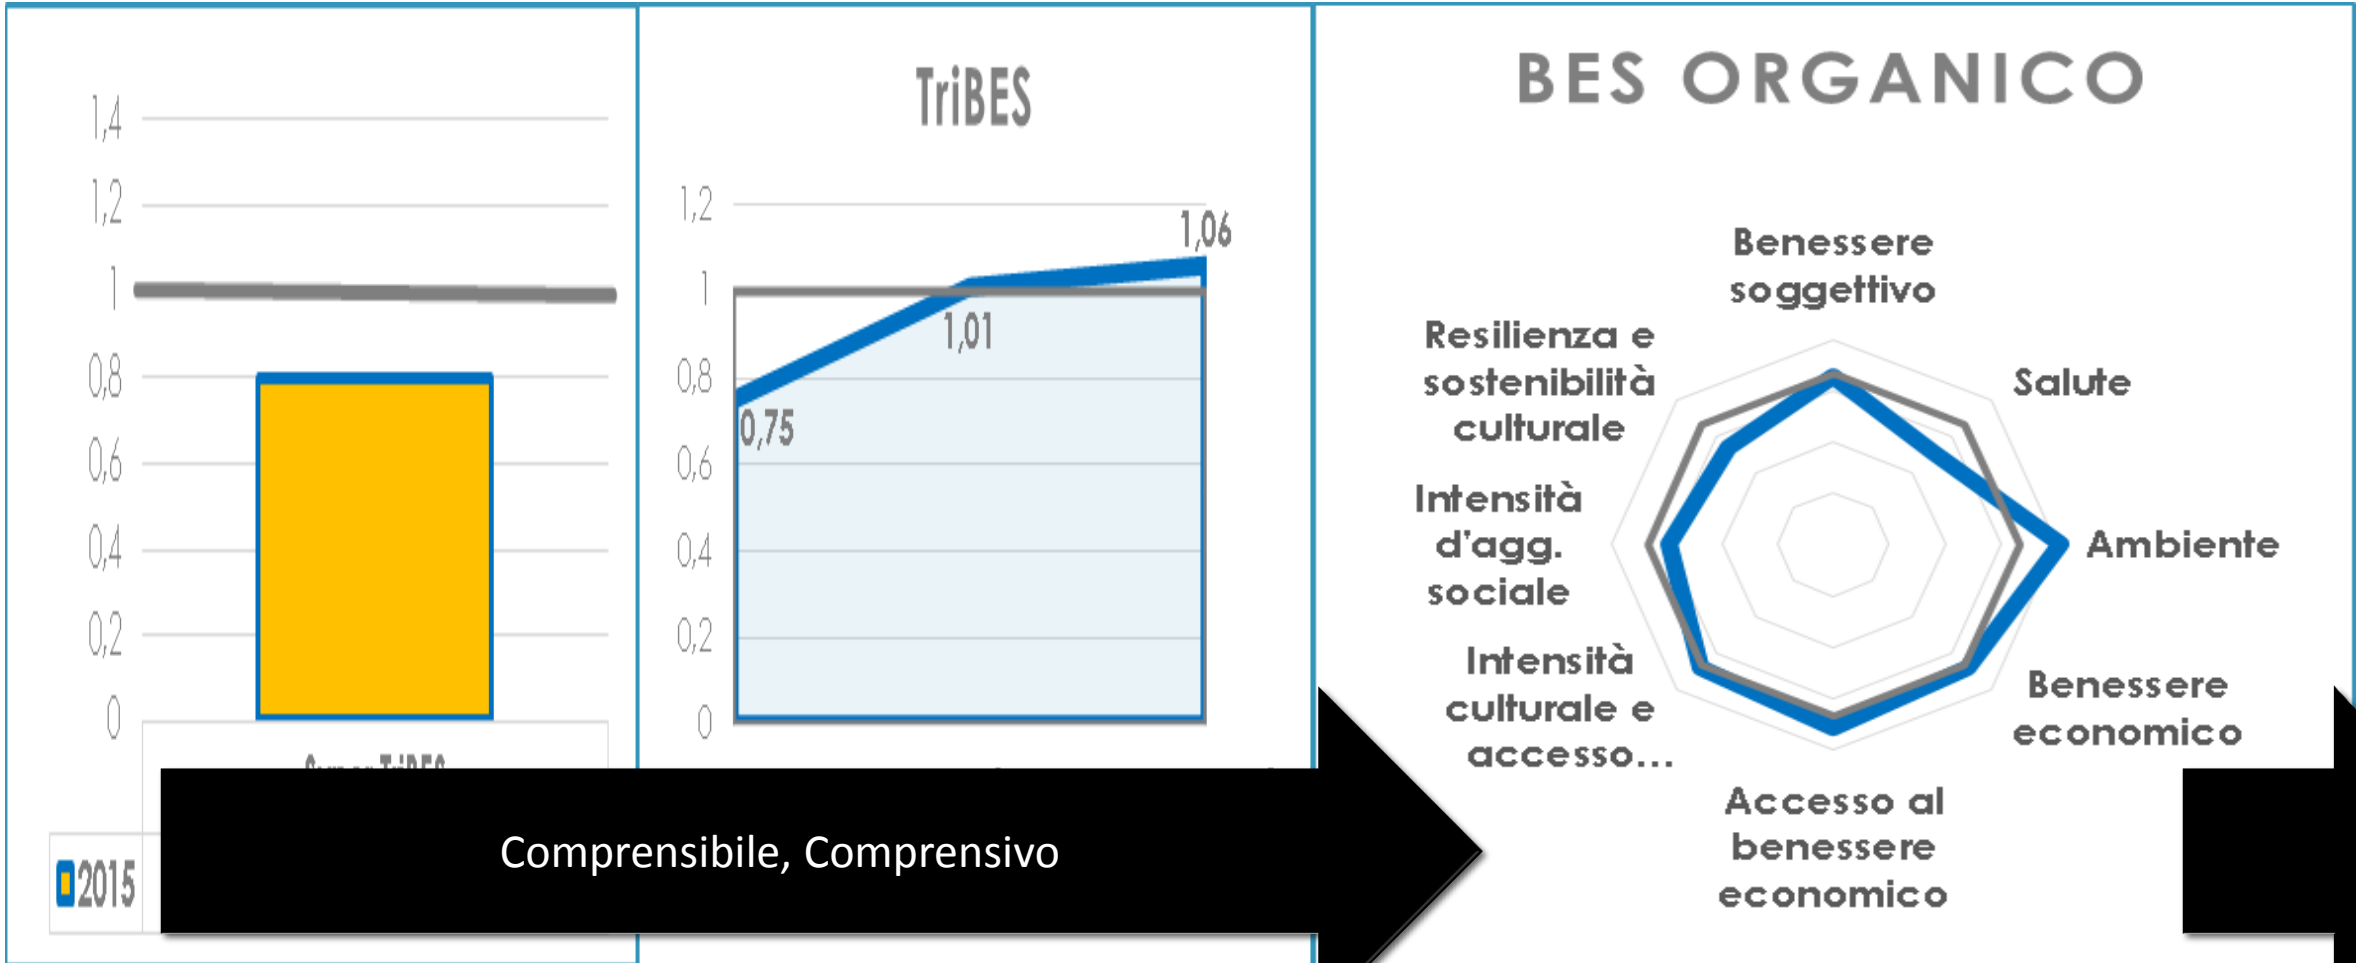 1,4
1,2
1
0,8
0,6
0,4
0,2
0
2015
TriBES
1,2
1
0,8
0,6
0,4
0,2
0
1,06
1,01
0,75
BES ORGANICO
Benessere
soggettivo
Salute
Ambiente
Benessere
economico
Accesso al
benessere
economico
Intensità
culturale e
accesso...
Intensità
d'agg.
sociale
Resilienza e
sostenibilità
culturale
Comprensibile, Comprensivo